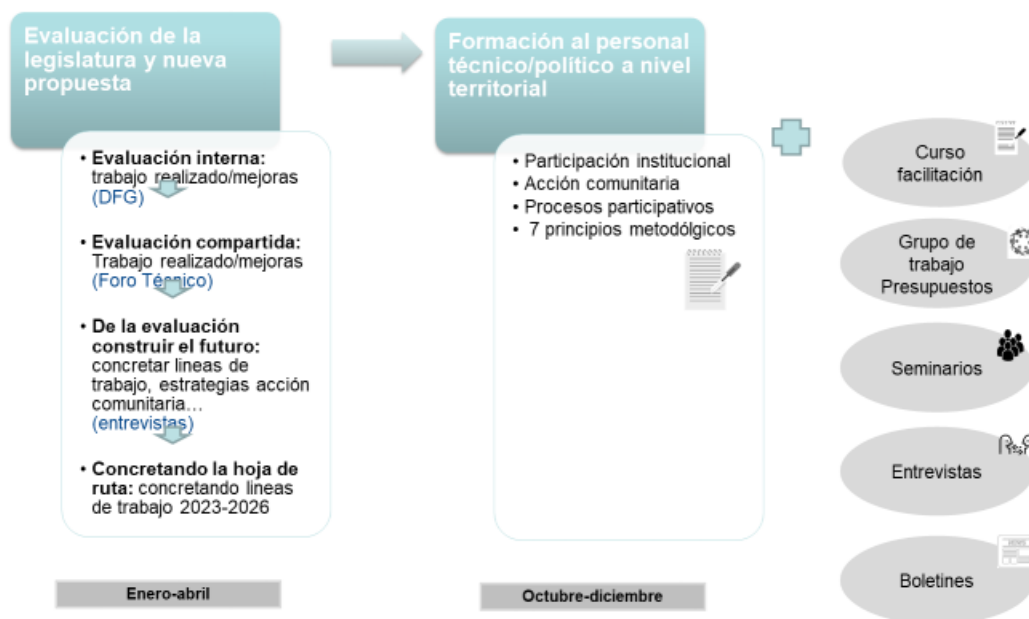 Evaluación de la
legislatura y nueva
propuesta
• Evaluación interna:
trabajo realizado/mejoras
(DFG)
• Evaluación compartida:
Trabajo realizado/mejoras
(Foro Técnico)
• De la evaluación
construir el futuro:
concretar lineas de
trabajo, estrategias acción
comunitaria...
(entrevistas)
• Concretando la hoja de
ruta: concretando lineas
de trabajo 2023-2026
Enero-abril
Formación al personal
técnico/político a nivel
territorial
• Participación institucional
• Acción comunitaria
• Procesos participativos
• 7 principios metodólgicos
Octubre-diciembre
Curso
facilitación
Grupo de
trabajo
Presupuestos
Seminarios
Entrevistas
Boletines